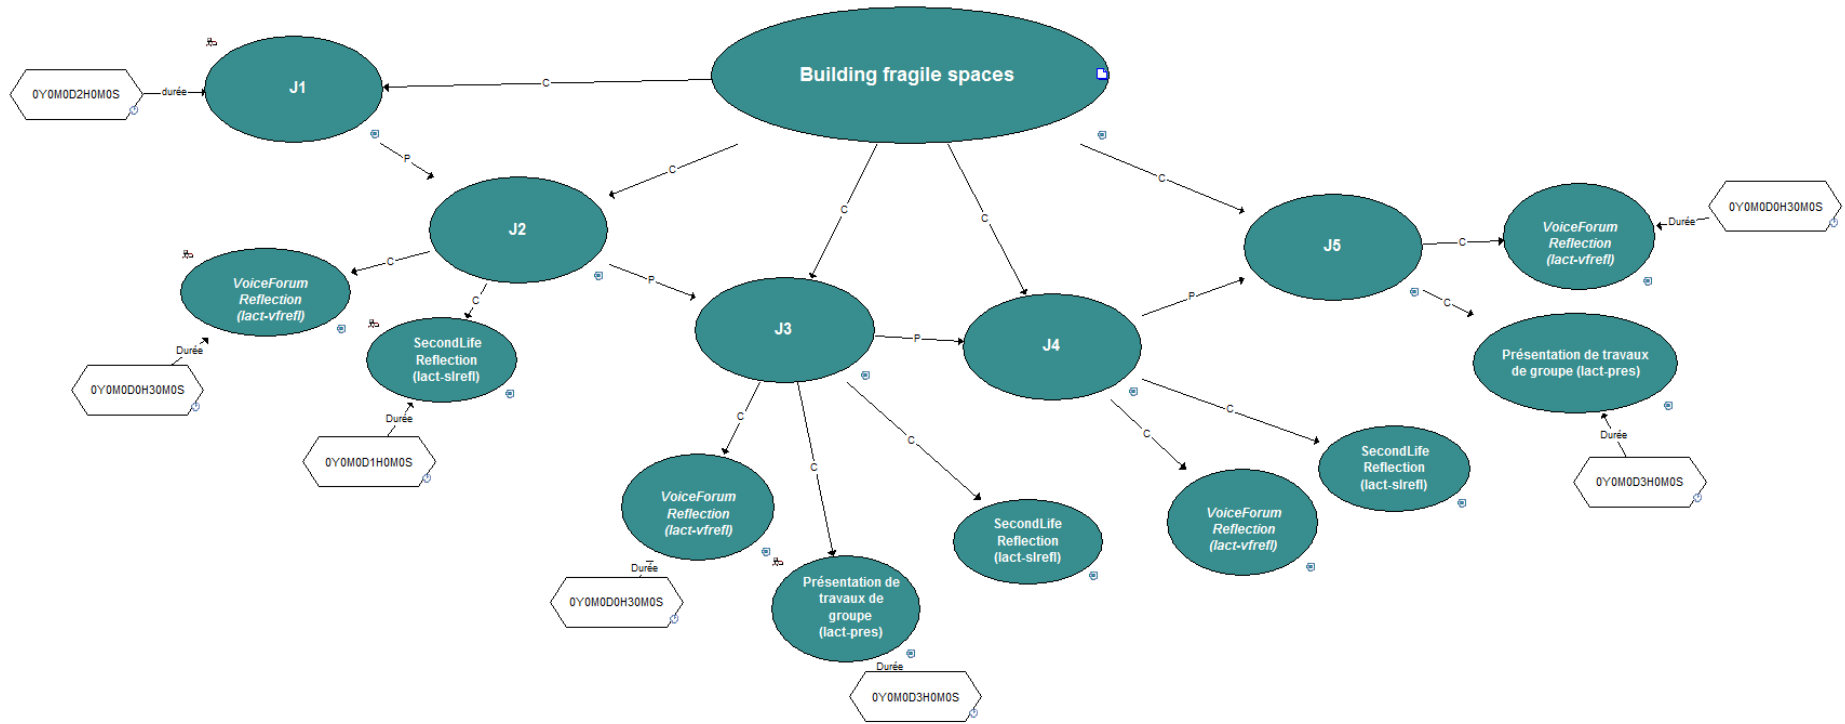 Building fragile spaces
J1
0Y0M0D2H0M0S
durée
C
P
C
C
C
C
J2
J5
C
VoiceForum
Reflection
(lact-vfrefl)
Durée
0Y0M0D0H30M0S
C
Présentation de travaux
de groupe (lact-pres)
Durée
0Y0M0D3H0M0S
C
VoiceForum
Reflection
(lact-vfrefl)
Durée
0Y0M0D0H30M0S
C
SecondLife
Reflection
(lact-slrefl)
Durée
0Y0M0D1H0M0S
P
J3
P
J4
P
C
VoiceForum
Reflection
(lact-vfrefl)
Durée
0Y0M0D0H30M0S
C
Présentation de
travaux de
groupe
(lact-pres)
Durée
0Y0M0D3H0M0S
C
SecondLife
Reflection
(lact-slrefl)
C
VoiceForum
Reflection
(lact-vfrefl)
C
SecondLife
Reflection
(lact-slrefl)